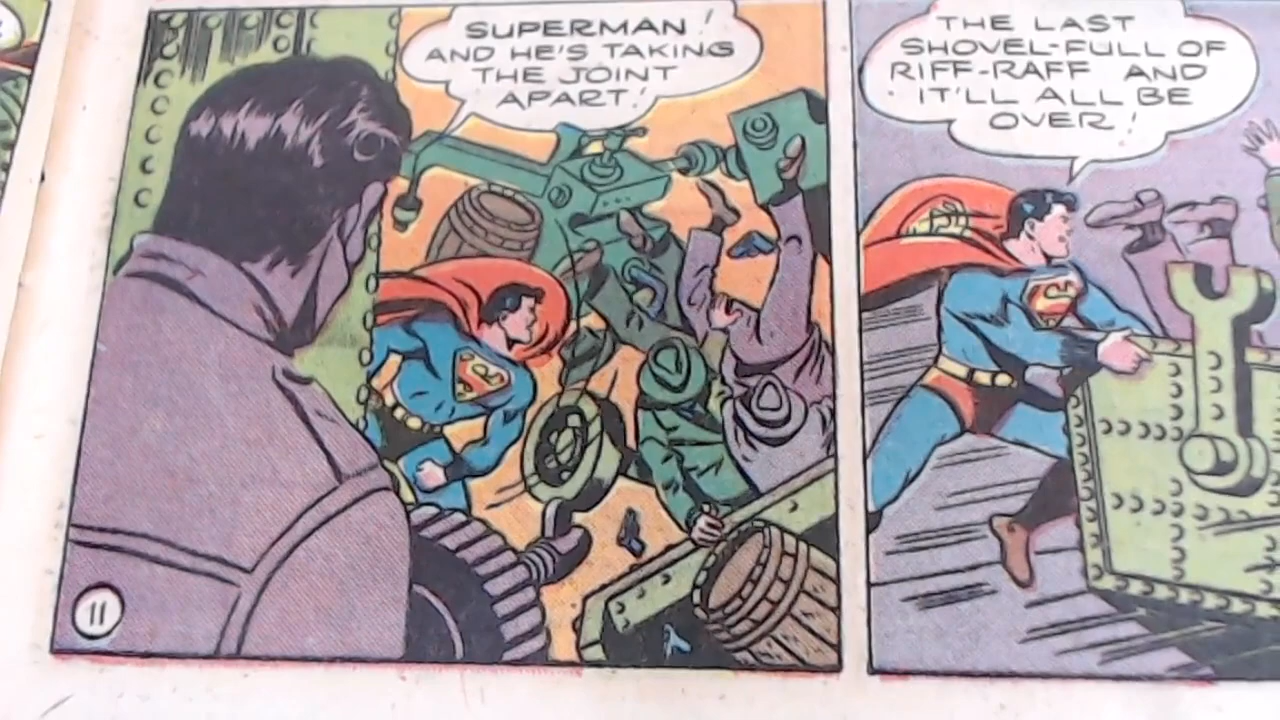 SUPERMAN!
AND HE'S TAKING
THE JOINT
APART!
11
THE LAST
SHOVEL-FULL OF
RIFF-RAFF AND
IT'LL ALL BE
OVER!